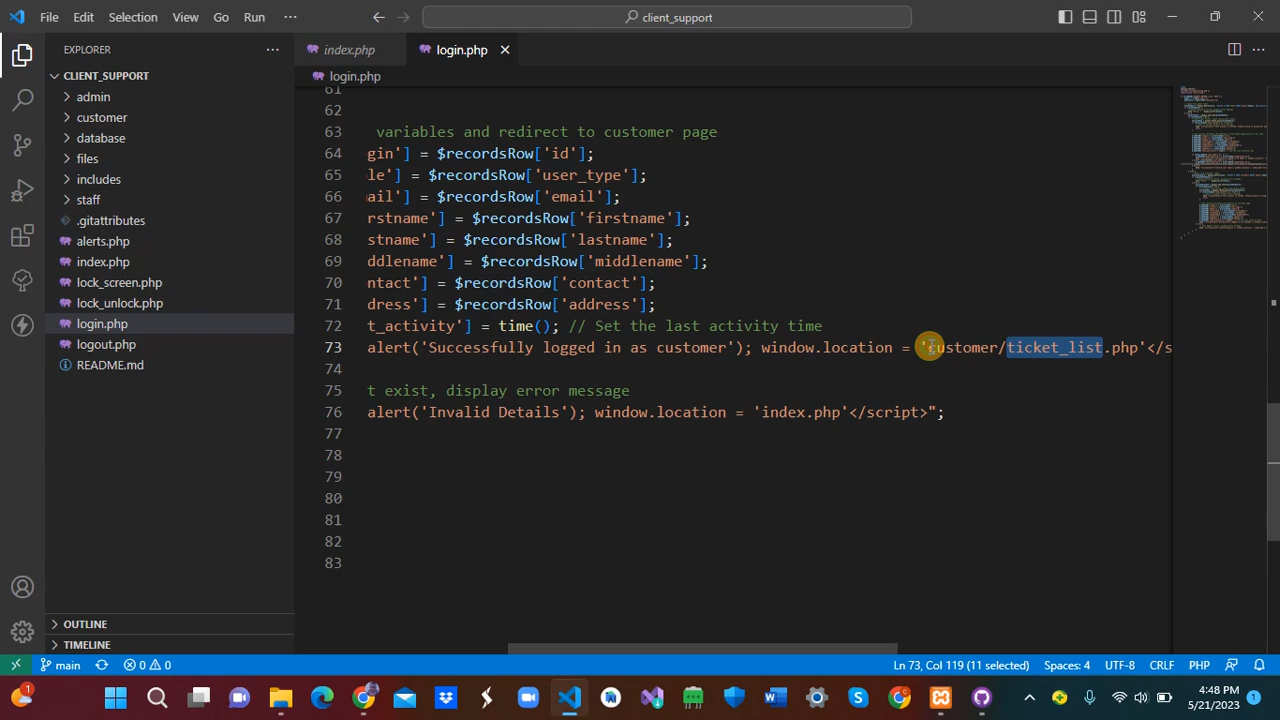 File Edit Selection View Go Run ··· client_support
EXPLORER ···
index.php login.php
CLIENT_SUPPORT
login.php
admin
customer
database
files
includes
staff
.gitattributes
alerts.php
index.php
lock_screen.php
lock_unlock.php
login.php
logout.php
README.md
61
62
63 variables and redirect to customer page
64 gin'] = $recordsRow['id'];
65 le'] = $recordsRow['user_type'];
66 ail'] = $recordsRow['email'];
67 rstname'] = $recordsRow['firstname'];
68 stname'] = $recordsRow['lastname'];
69 ddlename'] = $recordsRow['middlename'];
70 ntact'] = $recordsRow['contact'];
71 dress'] = $recordsRow['address'];
72 t_activity'] = time(); // Set the last activity time
73 alert('Successfully logged in as customer'); window.location = 'customer/ticket_list.php'</s
74
75 t exist, display error message
76 alert('Invalid Details'); window.location = 'index.php'</script>";
77
78
79
80
81
82
83
OUTLINE
TIMELINE
main 0 0 Ln 73, Col 119 (11 selected) Spaces: 4 UTF-8 CRLF PHP
4:48 PM
5/21/2023